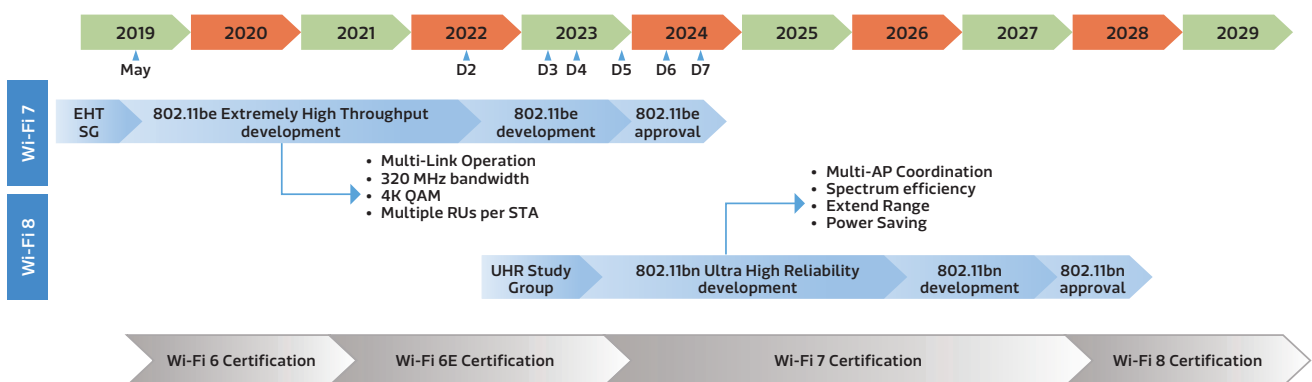 2019
2020
2021
2022
2023
2024
2025
2026
2027
2028
2029
May
D2
D3
D4
D5
D6
D7
Wi-Fi 7
EHT
SG
802.11be Extremely High Throughput
development
802.11be
development
802.11be
approval
• Multi-Link Operation
• 320 MHz bandwidth
• 4K QAM
• Multiple RUs per STA
• Multi-AP Coordination
• Spectrum efficiency
• Extend Range
• Power Saving
Wi-Fi 8
UHR Study
Group
802.11bn Ultra High Reliability
development
802.11bn
development
802.11bn
approval
Wi-Fi 6 Certification
Wi-Fi 6E Certification
Wi-Fi 7 Certification
Wi-Fi 8 Certification